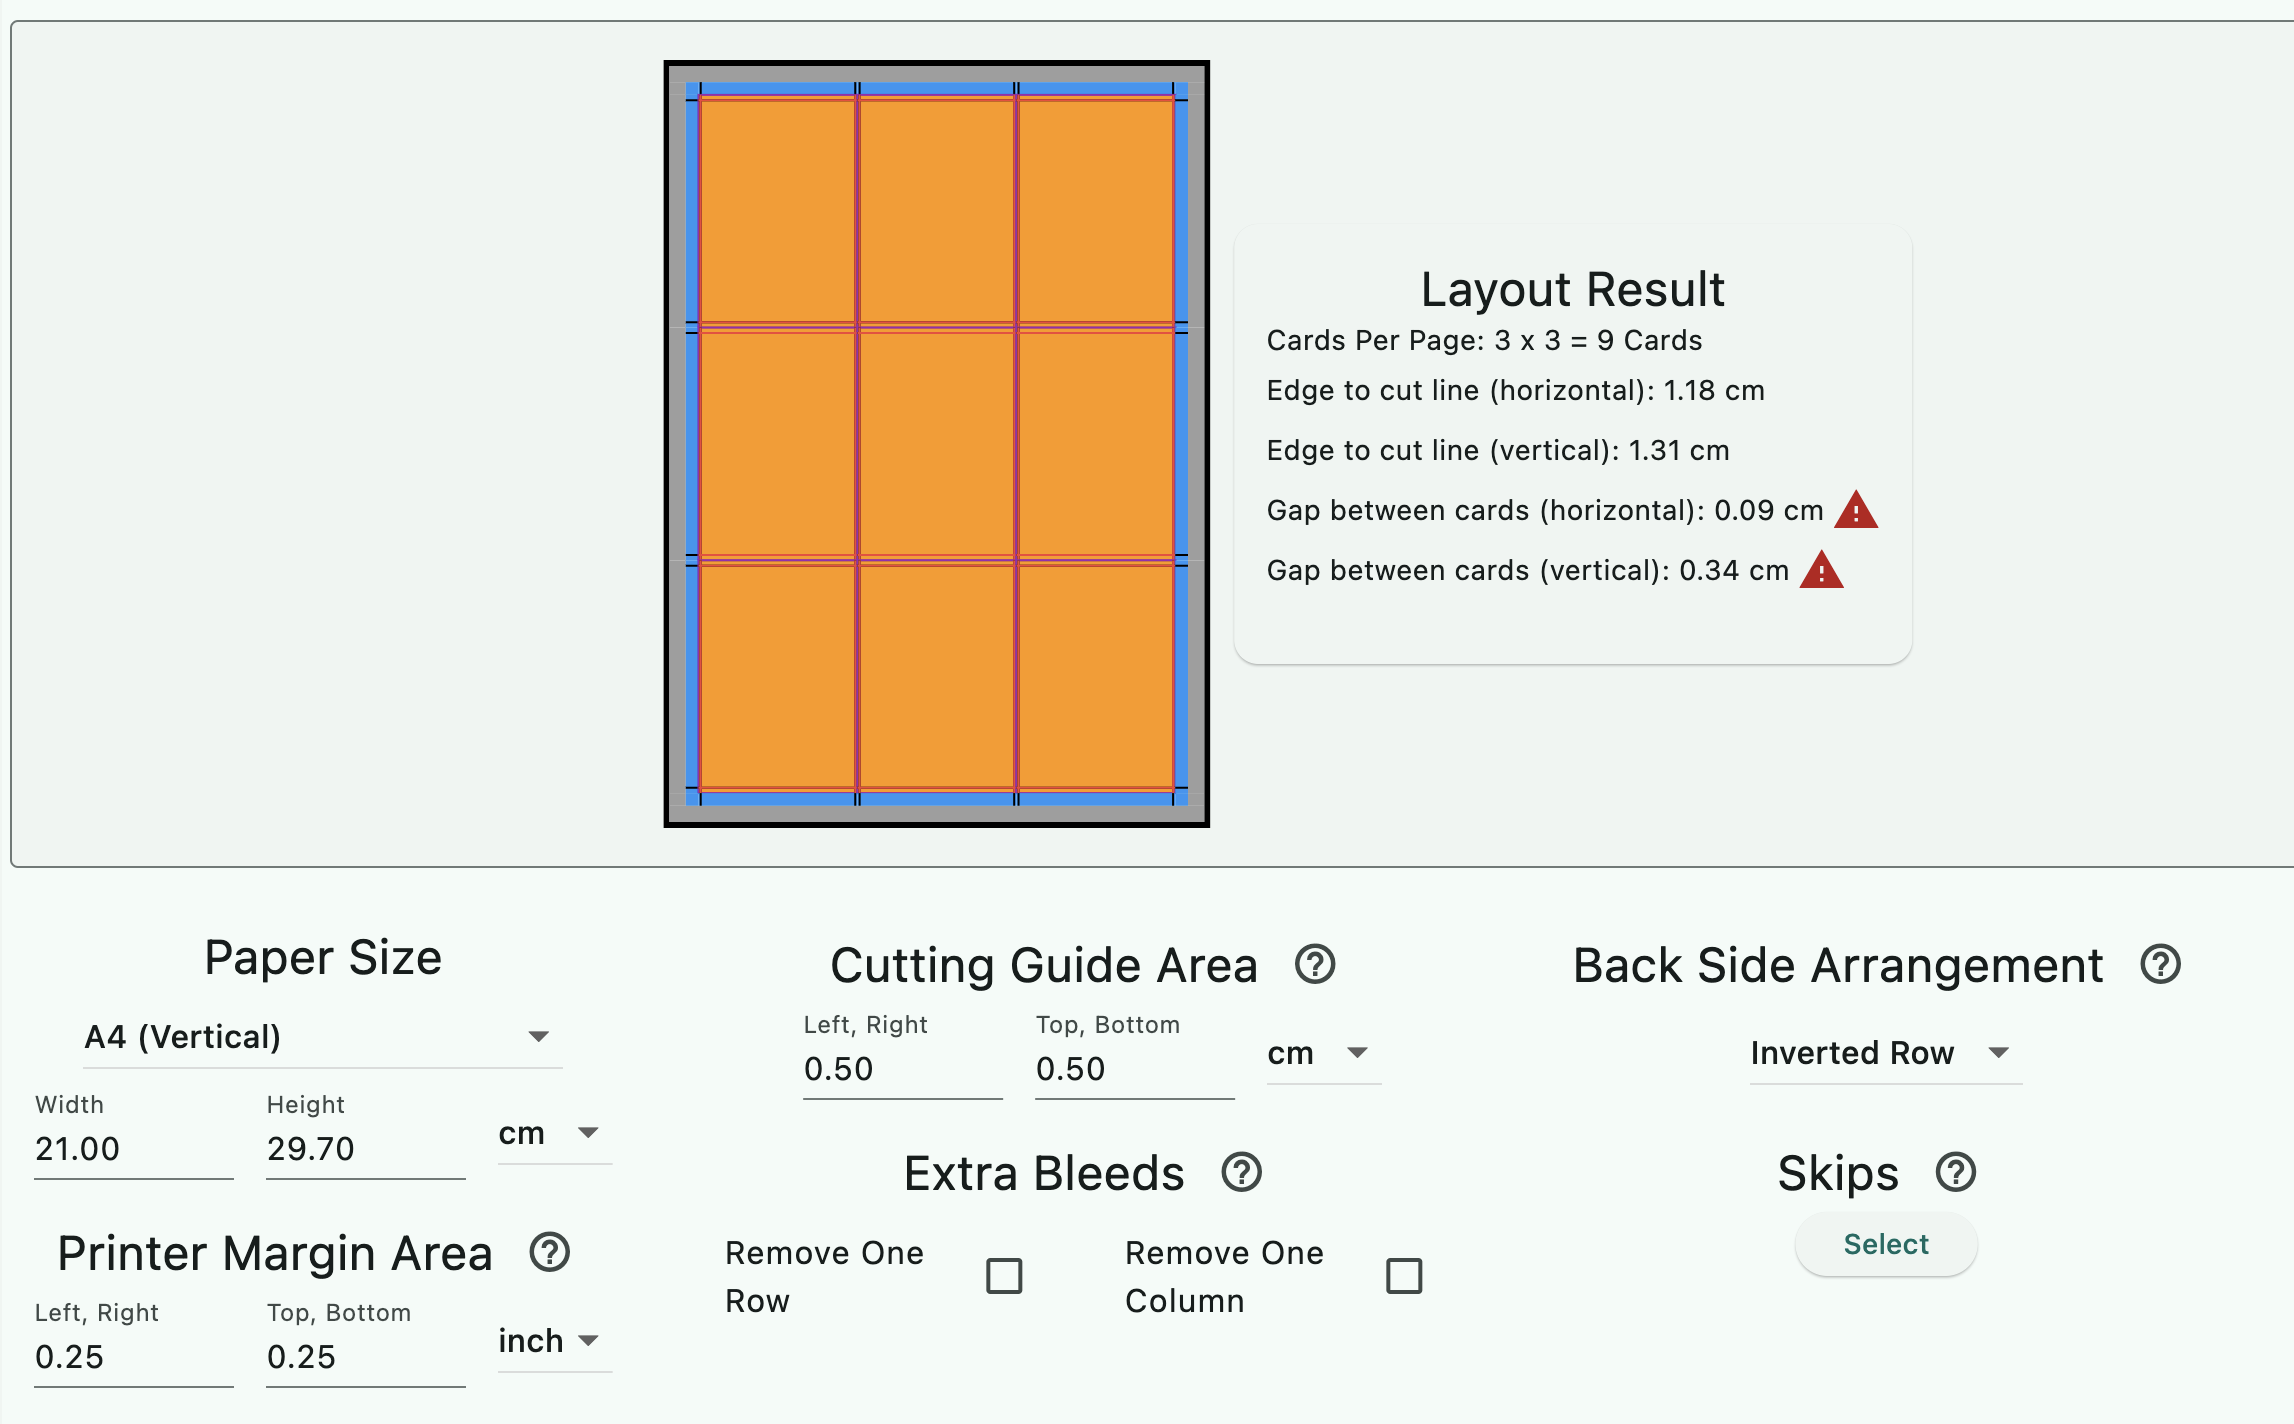 Layout Result
Cards Per Page: 3 x 3 = 9 Cards
Edge to cut line (horizontal): 1.18 cm
Edge to cut line (vertical): 1.31 cm
Gap between cards (horizontal): 0.09 cm
Gap between cards (vertical): 0.34 cm
Paper Size
A4 (Vertical)
Width
21.00
Height
29.70
cm
Printer Margin Area
Left, Right
0.25
Top, Bottom
0.25
inch
Cutting Guide Area
Left, Right
0.50
Top, Bottom
0.50
cm
Extra Bleeds
Remove One
Row
Remove One
Column
Back Side Arrangement
Inverted Row
Skips
Select